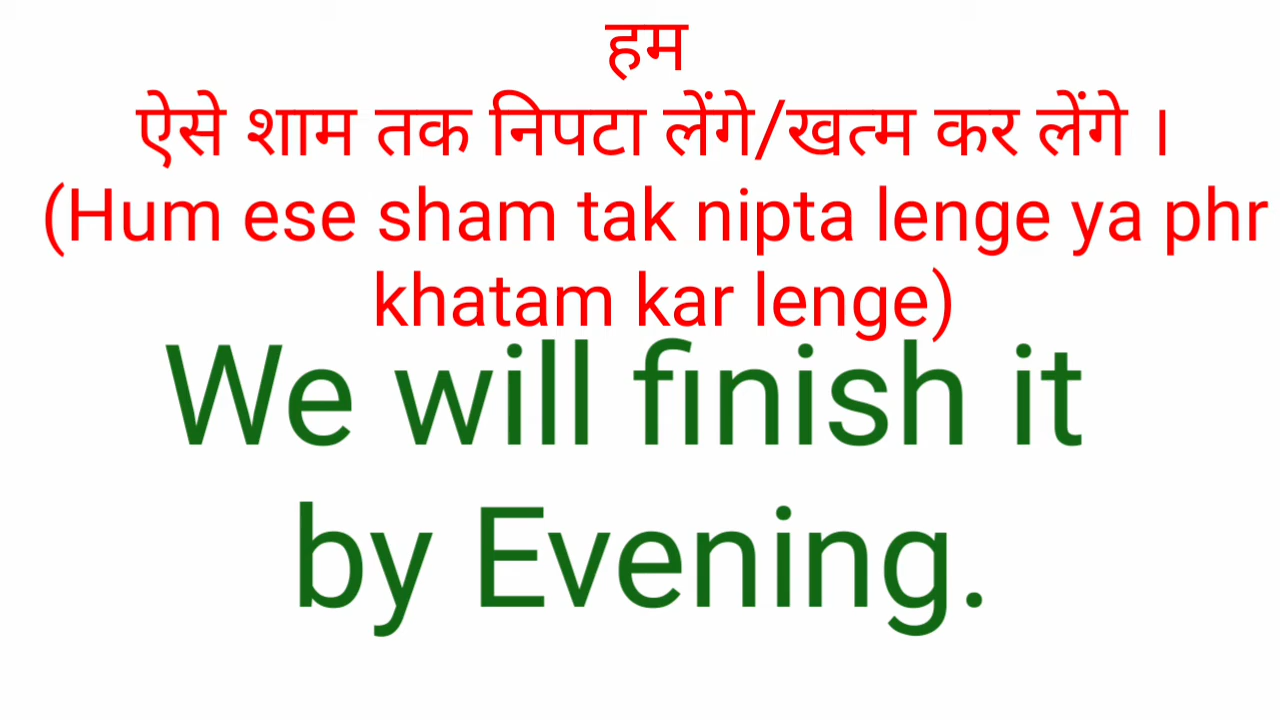 हम
ऐसे शाम तक निपटा लेंगे/खत्म कर लेंगे ।
(Hum ese sham tak nipta lenge ya phr
khatam kar lenge)
We will finish it
by Evening.